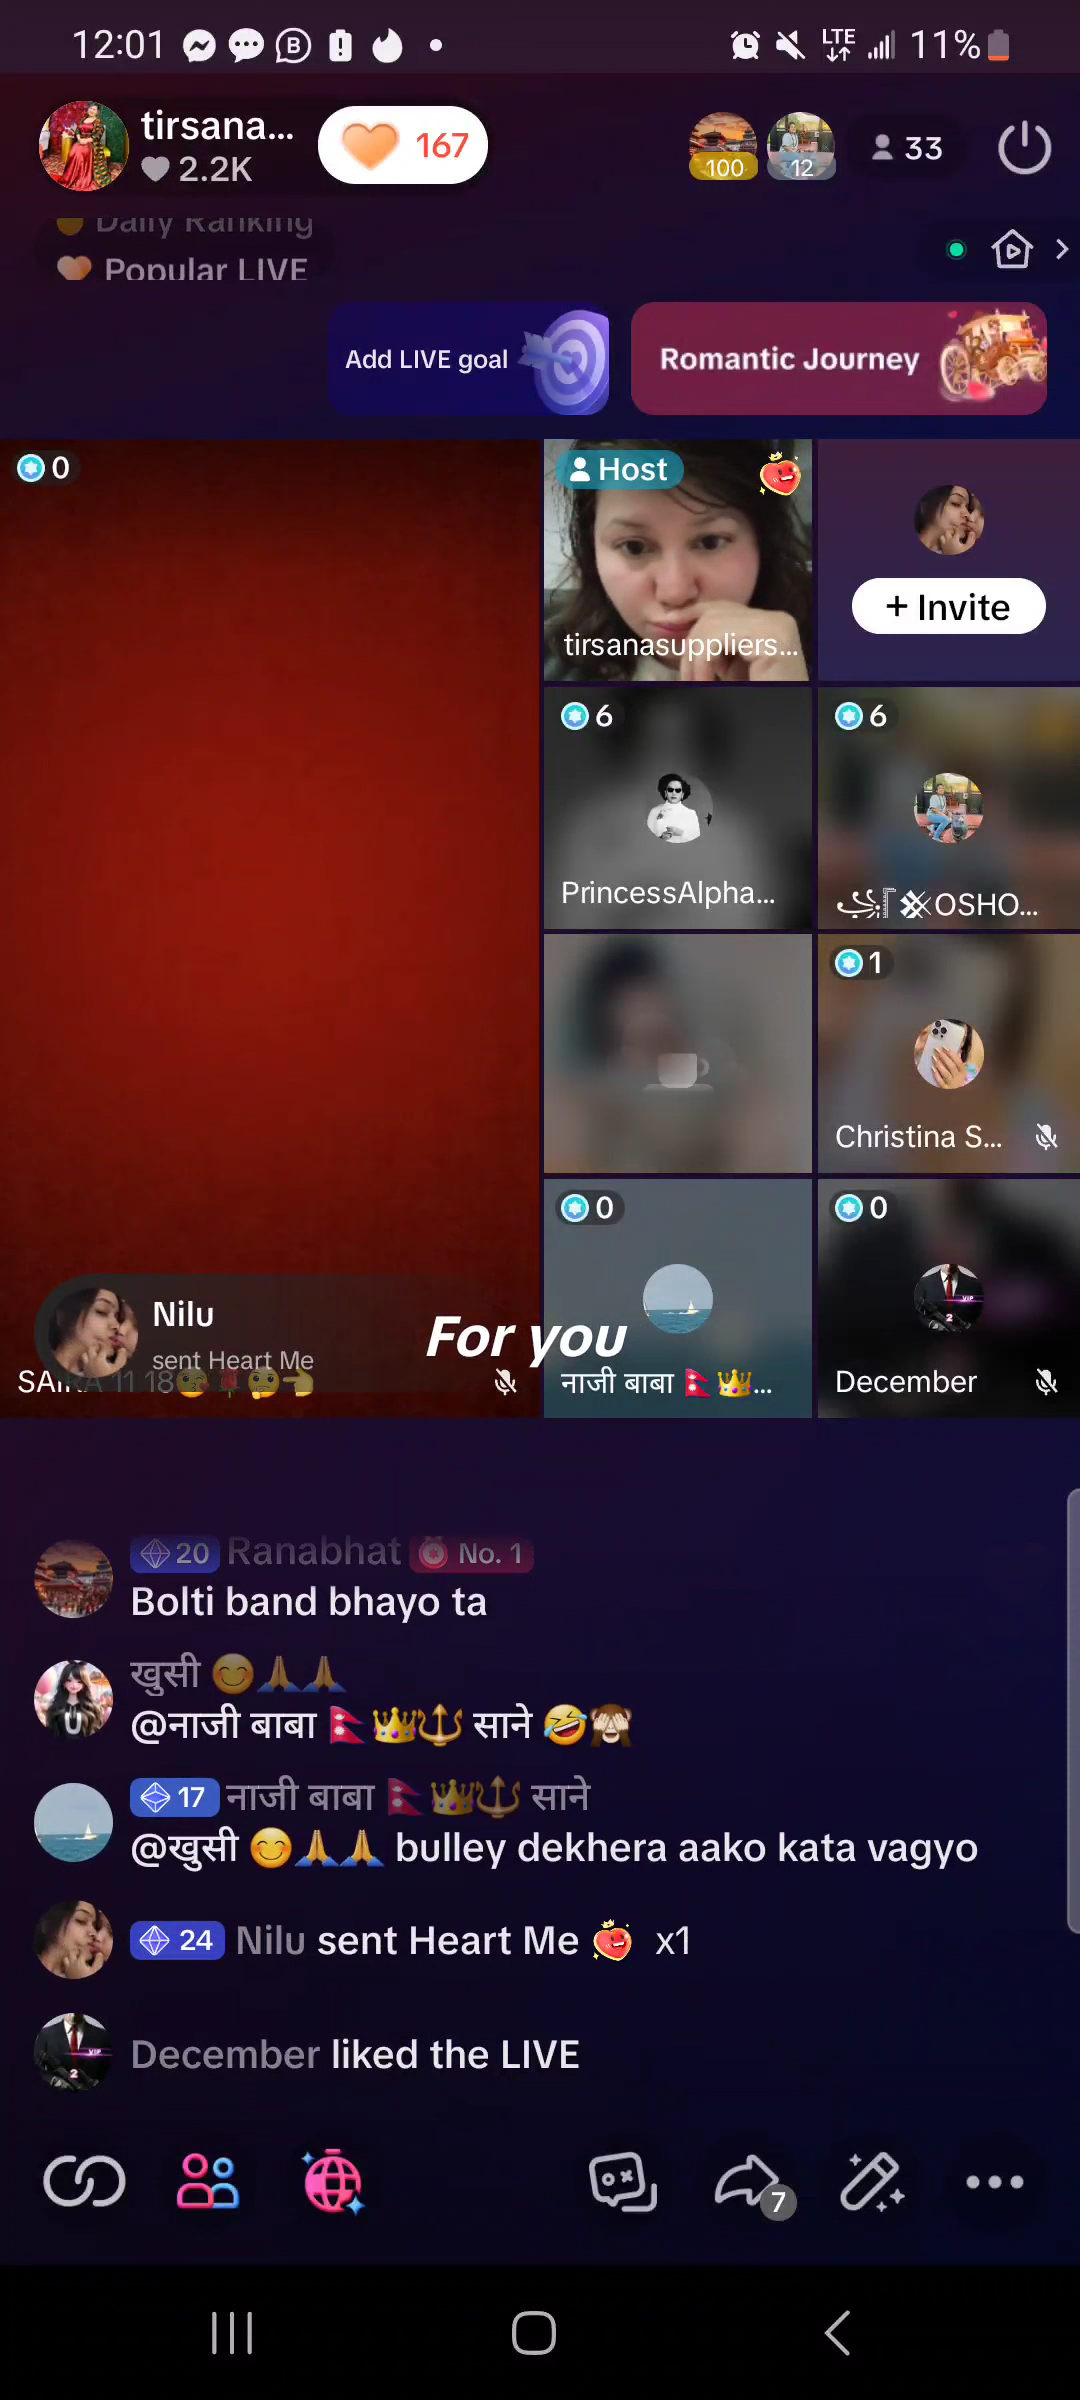 12:01
LTE
11%
tirsana...
2.2K
167
100
12
33
Daily Ranking
Popular LIVE
Add LIVE goal
Romantic Journey
0
Host
tirsanasuppliers...
+ Invite
6
PrincessAlpha...
6
OSHO...
1
Christina S...
Nilu
sent Heart Me
For you
11 18
0
नाजी बाबा 🇳🇵👑...
0
December
20 Ranabhat No. 1
Bolti band bhayo ta
खुसी 😊🙏🙏
@नाजी बाबा 🇳🇵👑🔱 साने 🤣🙈
17 नाजी बाबा 🇳🇵👑🔱 साने
@खुसी 😊🙏🙏 bulley dekhera aako kata vagyo
24 Nilu sent Heart Me x1
December liked the LIVE
7